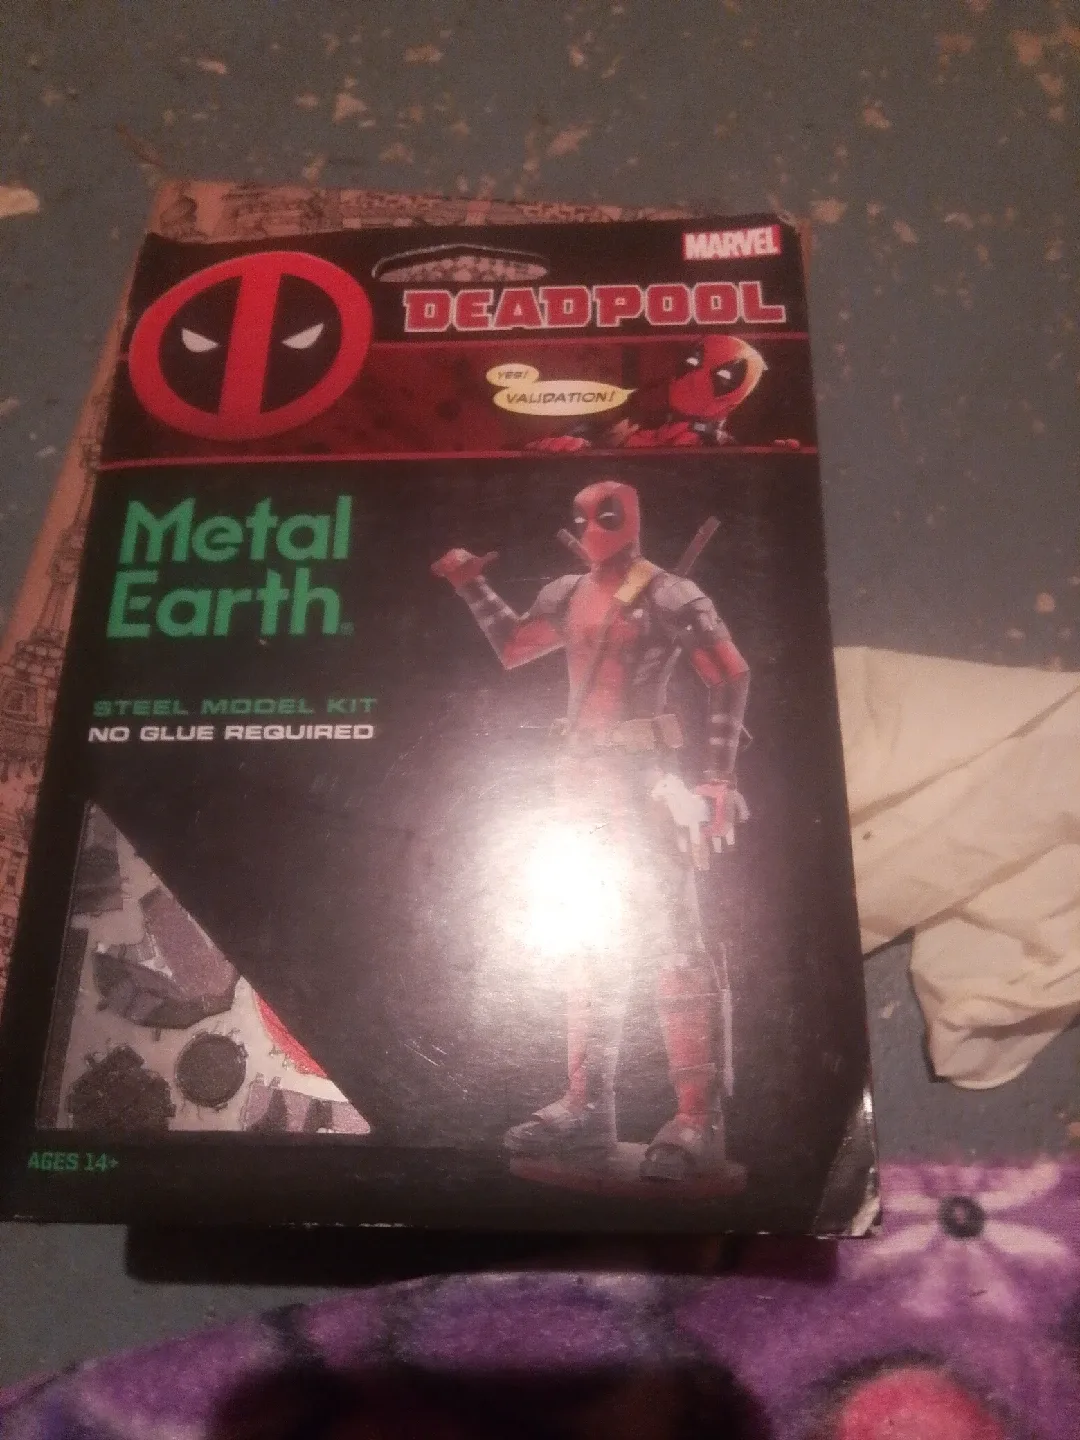 MARVEL
DEADPOOL
YES!
VALIDATION!
Metal
Earth
STEEL MODEL KIT
NO GLUE REQUIRED
AGES 14+